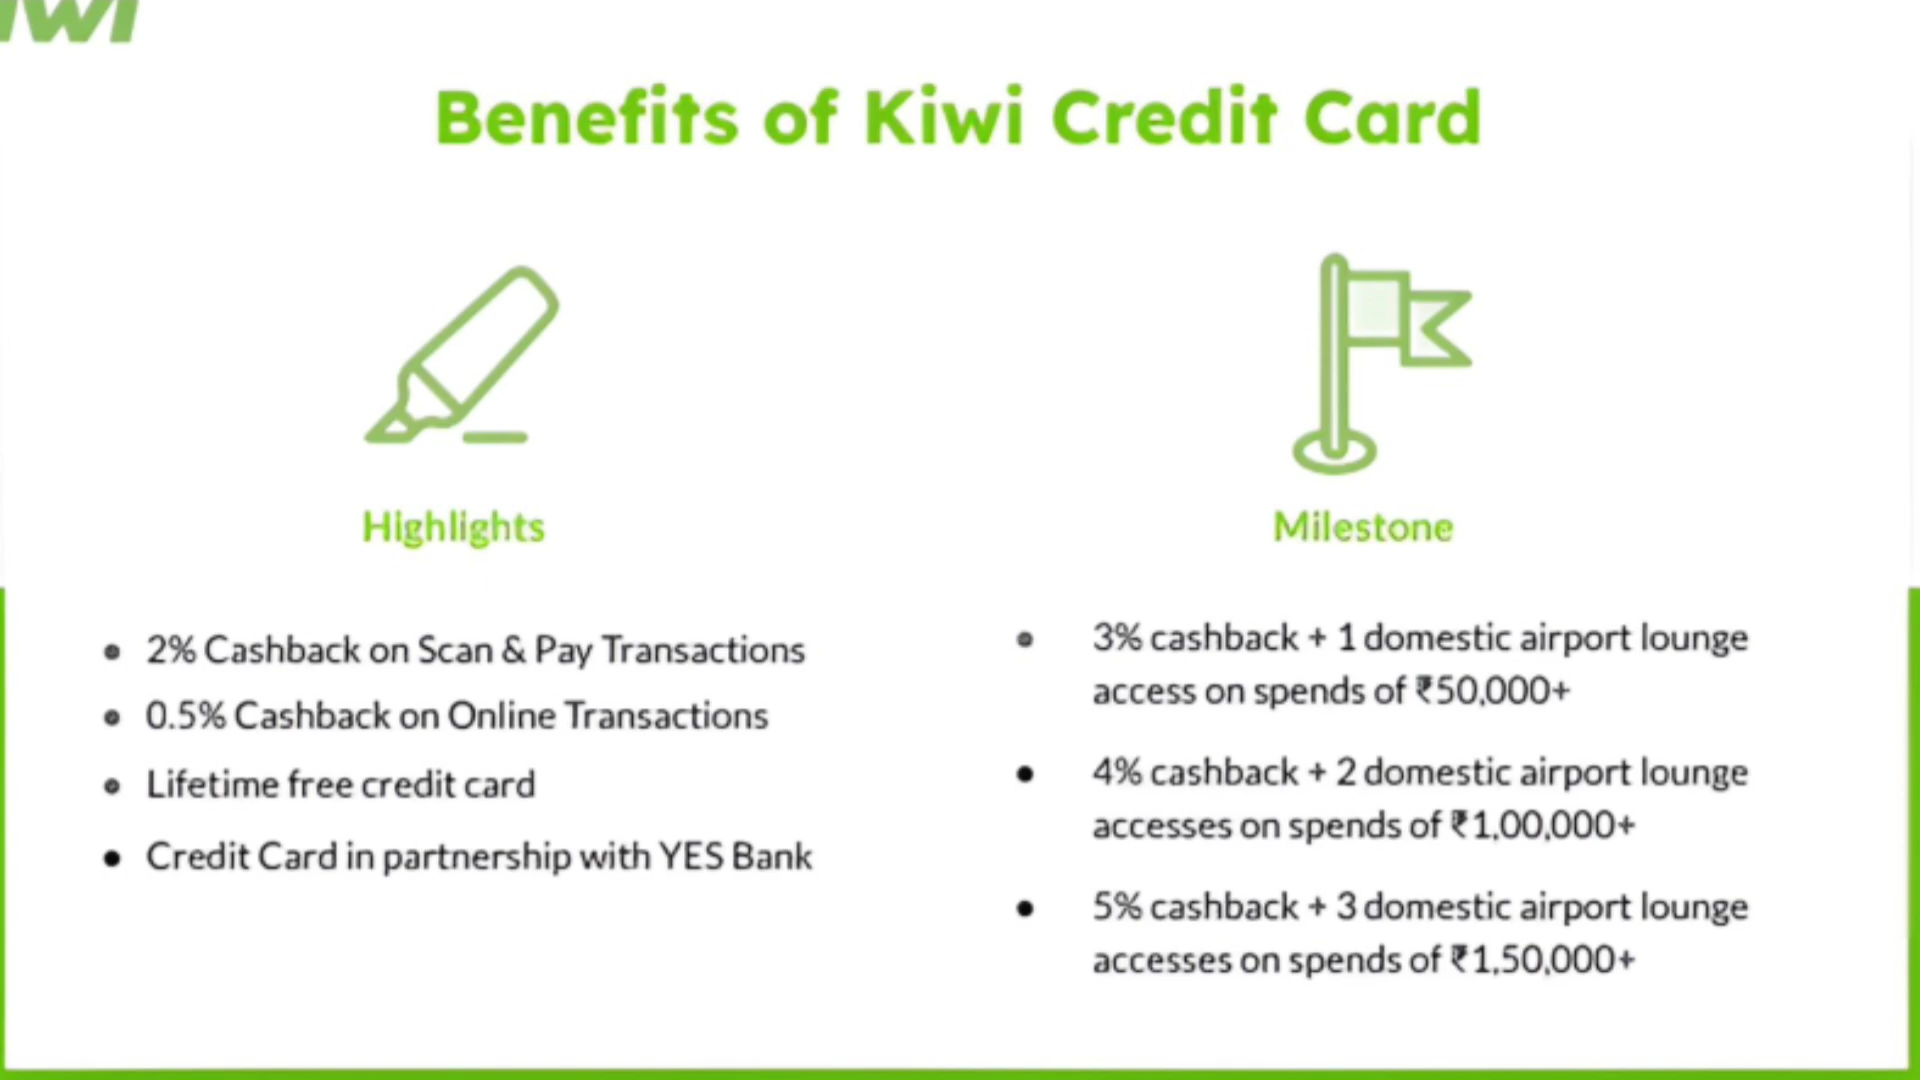 iwi
Benefits of Kiwi Credit Card
Highlights
• 2% Cashback on Scan & Pay Transactions
• 0.5% Cashback on Online Transactions
• Lifetime free credit card
• Credit Card in partnership with YES Bank
Milestone
• 3% cashback + 1 domestic airport lounge
access on spends of ₹50,000+
• 4% cashback + 2 domestic airport lounge
accesses on spends of ₹1,00,000+
• 5% cashback + 3 domestic airport lounge
accesses on spends of ₹1,50,000+